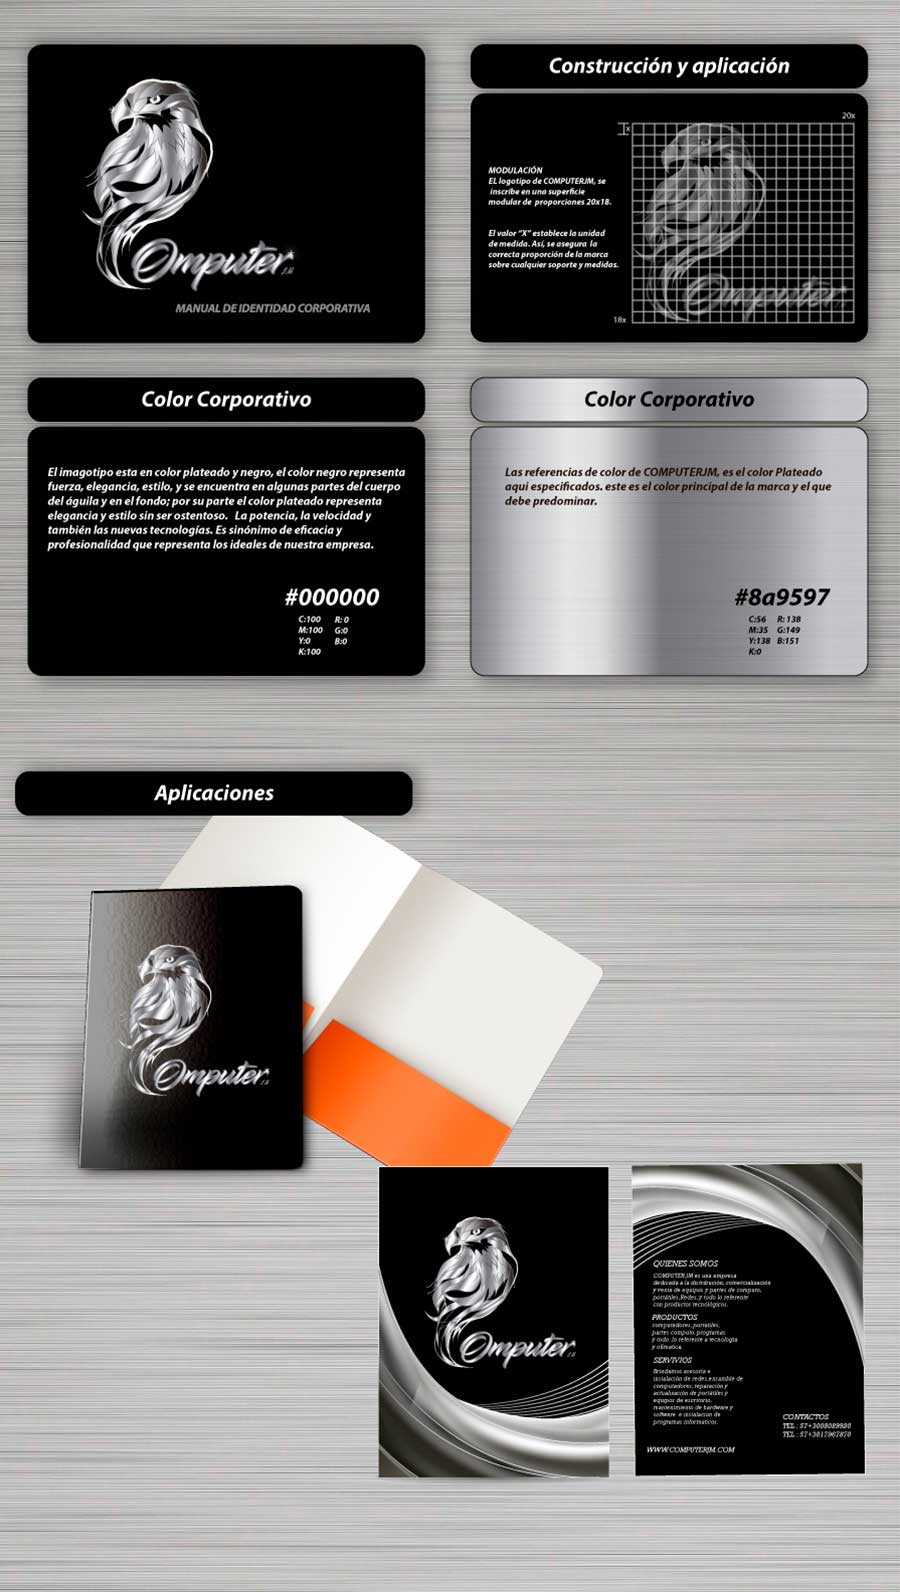 Omputer
J.M
MANUAL DE IDENTIDAD CORPORATIVA
Construcción y aplicación
20x
x
MODULACIÓN
EL logotipo de COMPUTERJM, se
inscribe en una superficie
modular de proporciones 20x18.
El valor “X” establece la unidad
de medida. Así, se asegura la
correcta proporción de la marca
sobre cualquier soporte y medidas.
Omputer
18x
Color Corporativo
El imagotipo esta en color plateado y negro, el color negro representa
fuerza, elegancia, estilo, y se encuentra en algunas partes del cuerpo
del águila y en el fondo; por su parte el color plateado representa
elegancia y estilo sin ser ostentoso. La potencia, la velocidad y
también las nuevas tecnologías. Es sinónimo de eficacia y
profesionalidad que representa los ideales de nuestra empresa.
#000000
C:100 R: 0
M:100 G:0
Y:0 B:0
K:100
Color Corporativo
Las referencias de color de COMPUTERJM, es el color Plateado
aqui especificados. este es el color principal de la marca y el que
debe predominar.
#8a9597
C:56 R: 138
M:35 G:149
Y:138 B:151
K:0
Aplicaciones
Omputer
J.M
Omputer
J.M
QUIENES SOMOS
COMPUTERJM es una empresa
dedicada a la distribución, comercialización
y venta de equipos y partes de computo,
portátiles,Redes,y todo lo referente
con productos tecnológicos.
PRODUCTOS
computadores, portatiles,
partes computo, programas
y todo lo referente a tecnologia
y ofimatica.
SERVIVIOS
Brindamos asesoría e
instalación de redes,ensamble de
computadores, reparación y
actualización de portátiles y
equipos de escritorio.
mantenimiento de hardware y
software e instalacion de
programas informaticos.
CONTACTOS
TEL : 57+3008089920
TEL : 57+3017967870
WWW.COMPUTERJM.COM